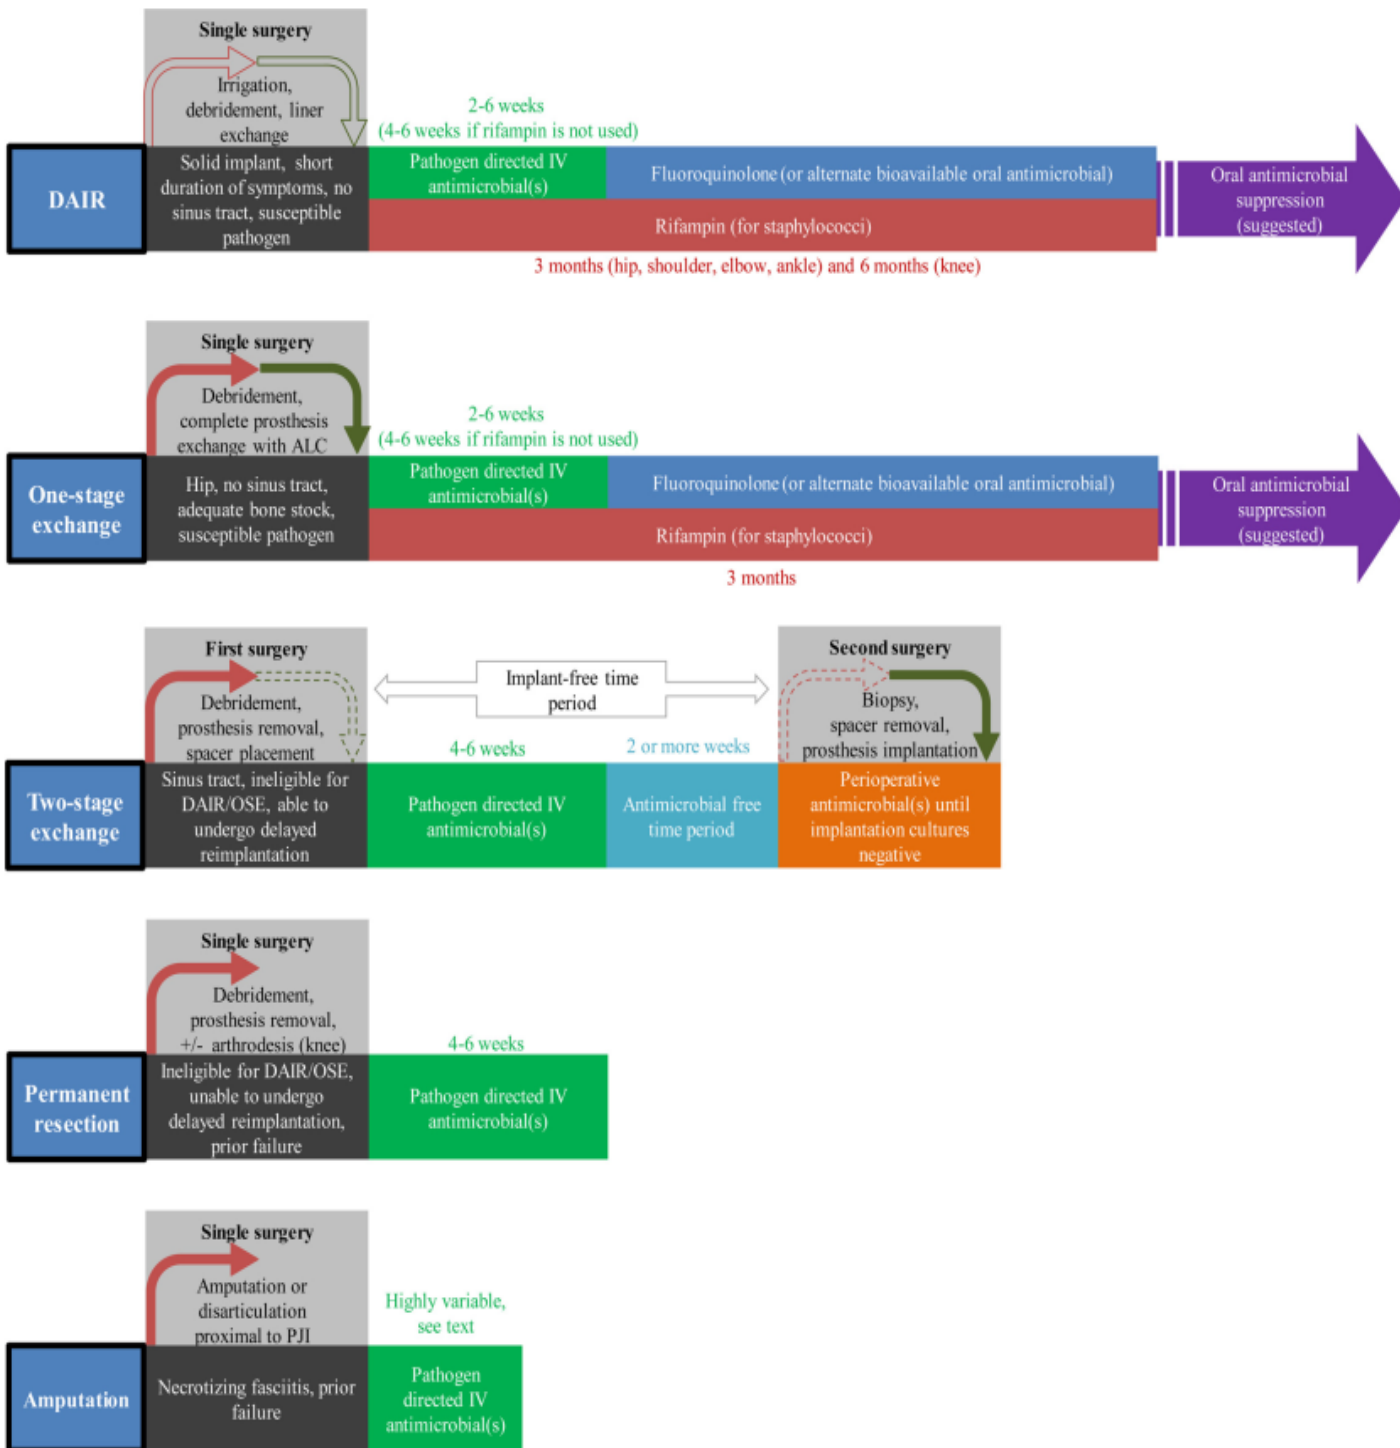 Single surgery
Irrigation,
debridement, liner
exchange
2-6 weeks
(4-6 weeks if rifampin is not used)
DAIR
Solid implant, short
duration of symptoms, no
sinus tract, susceptible
pathogen
Pathogen directed IV
antimicrobial(s)
Fluoroquinolone (or alternate bioavailable oral antimicrobial)
Rifampin (for staphylococci)
Oral antimicrobial
suppression
(suggested)
3 months (hip, shoulder, elbow, ankle) and 6 months (knee)
Single surgery
Debridement,
complete prosthesis
exchange with ALC
2-6 weeks
(4-6 weeks if rifampin is not used)
One-stage
exchange
Hip, no sinus tract,
adequate bone stock,
susceptible pathogen
Pathogen directed IV
antimicrobial(s)
Fluoroquinolone (or alternate bioavailable oral antimicrobial)
Rifampin (for staphylococci)
Oral antimicrobial
suppression
(suggested)
3 months
First surgery
Debridement,
prosthesis removal,
spacer placement
Implant-free time
period
4-6 weeks
2 or more weeks
Second surgery
Biopsy,
spacer removal,
prosthesis implantation
Two-stage
exchange
Sinus tract, ineligible for
DAIR/OSE, able to
undergo delayed
reimplantation
Pathogen directed IV
antimicrobial(s)
Antimicrobial free
time period
Perioperative
antimicrobial(s) until
implantation cultures
negative
Single surgery
Debridement,
prosthesis removal,
+/- arthrodesis (knee)
4-6 weeks
Permanent
resection
Ineligible for DAIR/OSE,
unable to undergo
delayed reimplantation,
prior failure
Pathogen directed IV
antimicrobial(s)
Single surgery
Amputation or
disarticulation
proximal to PJI
Highly variable,
see text
Amputation
Necrotizing fasciitis, prior
failure
Pathogen
directed IV
antimicrobial(s)